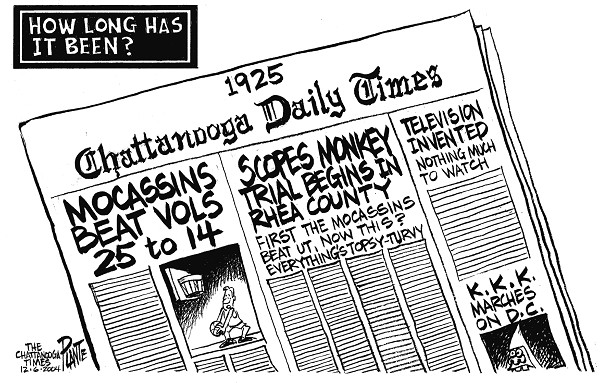 HOW LONG HAS
IT BEEN?
1925
Chattanooga Daily Times
MOCASSINS
BEAT VOLS
25 to 14
SCOPES MONKEY
TRIAL BEGINS IN
RHEA COUNTY
FIRST THE MOCASSINS
BEAT UT, NOW THIS?
EVERYTHING'S TOPSY-TURVY
TELEVISION
INVENTED
NOTHING MUCH
TO WATCH
K.K.K.
MARCHES
ON D.C.
THE
CHATTANOOGA
TIMES
12·6·2004
PLANTE